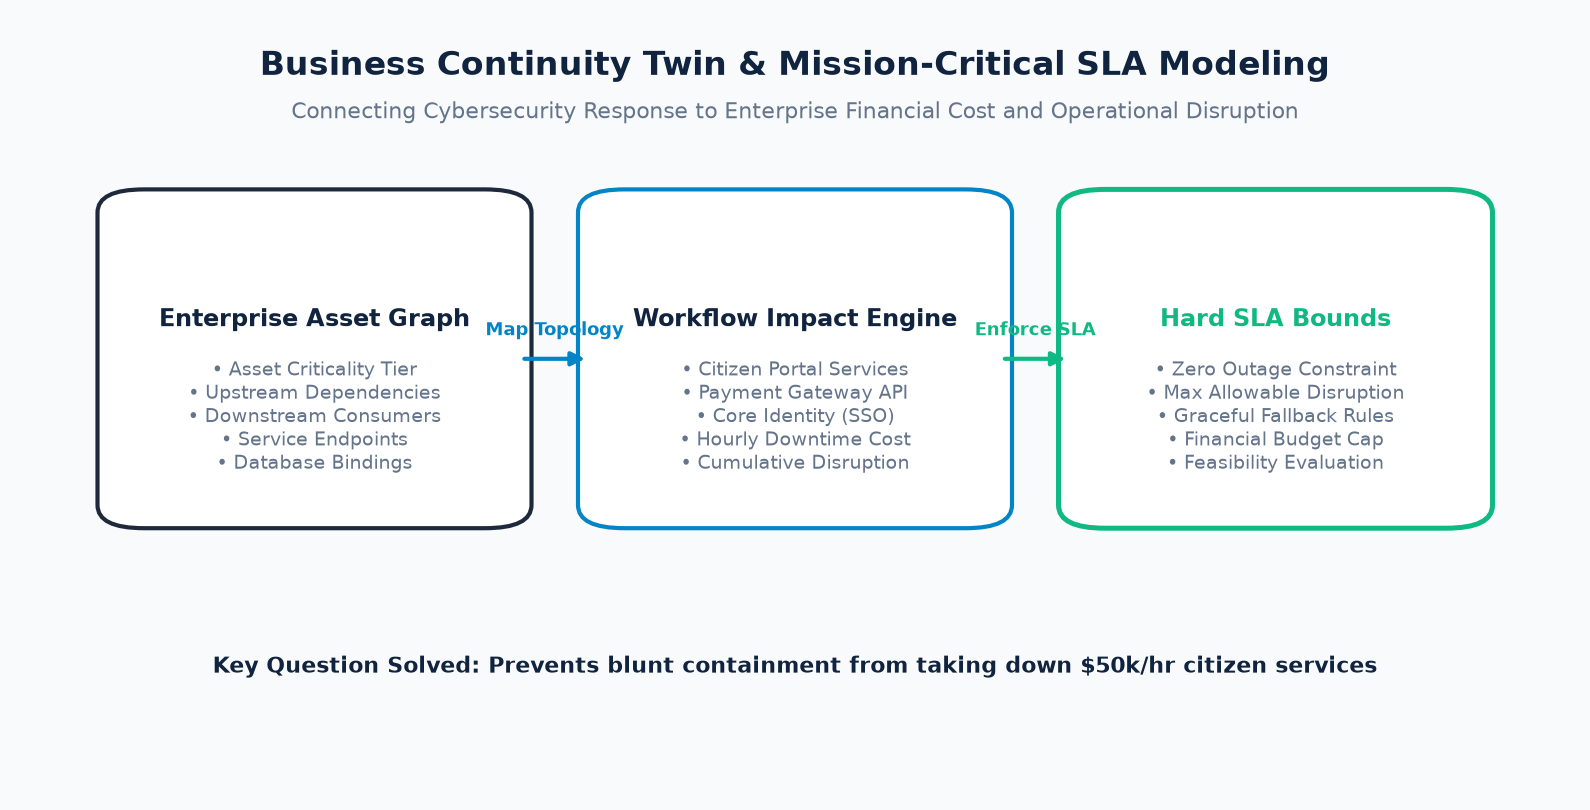 Business Continuity Twin & Mission-Critical SLA Modeling
Connecting Cybersecurity Response to Enterprise Financial Cost and Operational Disruption
Enterprise Asset Graph
• Asset Criticality Tier
• Upstream Dependencies
• Downstream Consumers
• Service Endpoints
• Database Bindings
Map Topology
Workflow Impact Engine
• Citizen Portal Services
• Payment Gateway API
• Core Identity (SSO)
• Hourly Downtime Cost
• Cumulative Disruption
Enforce SLA
Hard SLA Bounds
• Zero Outage Constraint
• Max Allowable Disruption
• Graceful Fallback Rules
• Financial Budget Cap
• Feasibility Evaluation
Key Question Solved: Prevents blunt containment from taking down $50k/hr citizen services